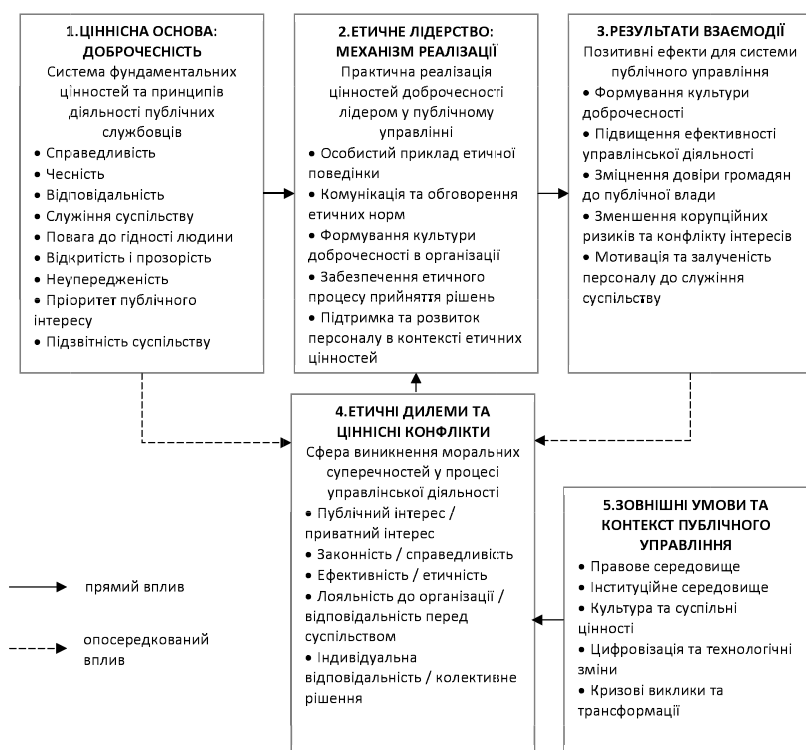 1.ЦІННІСНА ОСНОВА:
ДОБРОЧЕСНІСТЬ
Система фундаментальних
цінностей та принципів
діяльності публічних
службовців
● Справедливість
● Чесність
● Відповідальність
● Служіння суспільству
● Повага до гідності людини
● Відкритість і прозорість
● Неупередженість
● Пріоритет публічного
інтересу
● Підзвітність суспільству
2.ЕТИЧНЕ ЛІДЕРСТВО:
МЕХАНІЗМ РЕАЛІЗАЦІЇ
Практична реалізація
цінностей доброчесності
лідером у публічному
управлінні
● Особистий приклад етичної
поведінки
● Комунікація та обговорення
етичних норм
● Формування культури
доброчесності в організації
● Забезпечення етичного
процесу прийняття рішень
● Підтримка та розвиток
персоналу в контексті етичних
цінностей
3.РЕЗУЛЬТАТИ ВЗАЄМОДІЇ
Позитивні ефекти для системи
публічного управління
● Формування культури
доброчесності
● Підвищення ефективності
управлінської діяльності
● Зміцнення довіри громадян
до публічної влади
● Зменшення корупційних
ризиків та конфлікту інтересів
● Мотивація та залученість
персоналу до служіння
суспільству
4.ЕТИЧНІ ДИЛЕМИ ТА
ЦІННІСНІ КОНФЛІКТИ
Сфера виникнення моральних
суперечностей у процесі
управлінської діяльності
● Публічний інтерес /
приватний інтерес
● Законність / справедливість
● Ефективність / етичність
● Лояльність до організації /
відповідальність перед
суспільством
● Індивідуальна
відповідальність / колективне
рішення
5.ЗОВНІШНІ УМОВИ ТА
КОНТЕКСТ ПУБЛІЧНОГО
УПРАВЛІННЯ
● Правове середовище
● Інституційне середовище
● Культура та суспільні
цінності
● Цифровізація та технологічні
зміни
● Кризові виклики та
трансформації
прямий вплив
опосередкований
вплив